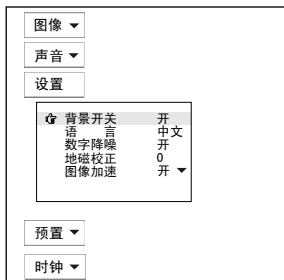 图像
声音
设置
背景开关 开
语言 中文
数字降噪 开
地磁校正 0
图像加速 开
预置
时钟